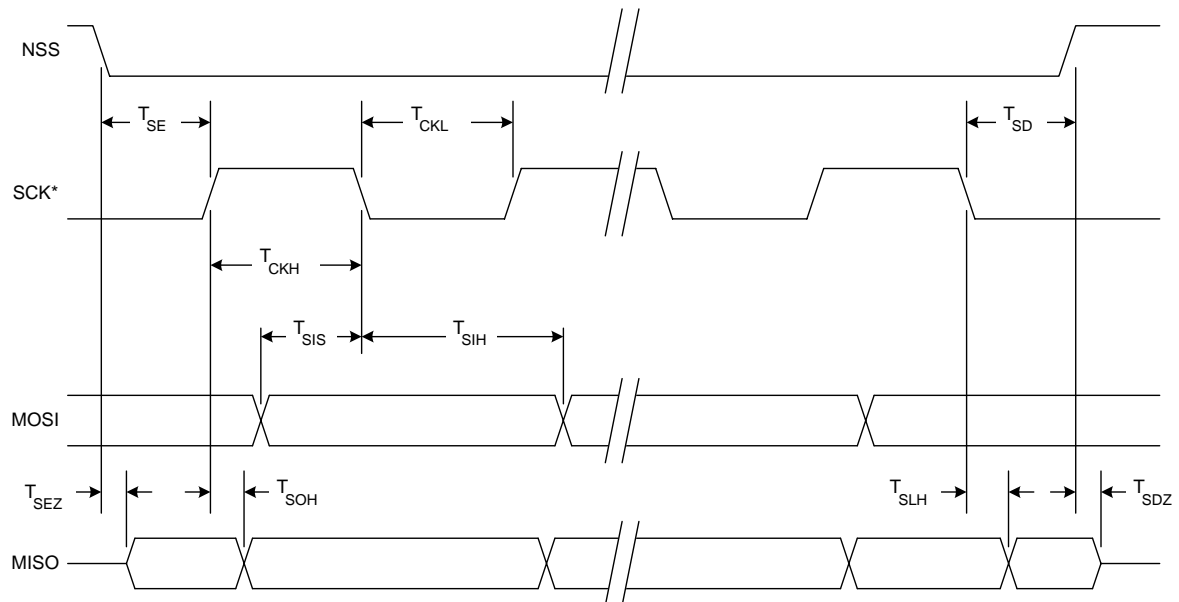 NSS
T_SE
T_CKL
T_SD
SCK*
T_CKH
T_SIS
T_SIH
MOSI
T_SEZ
T_SOH
T_SLH
T_SDZ
MISO